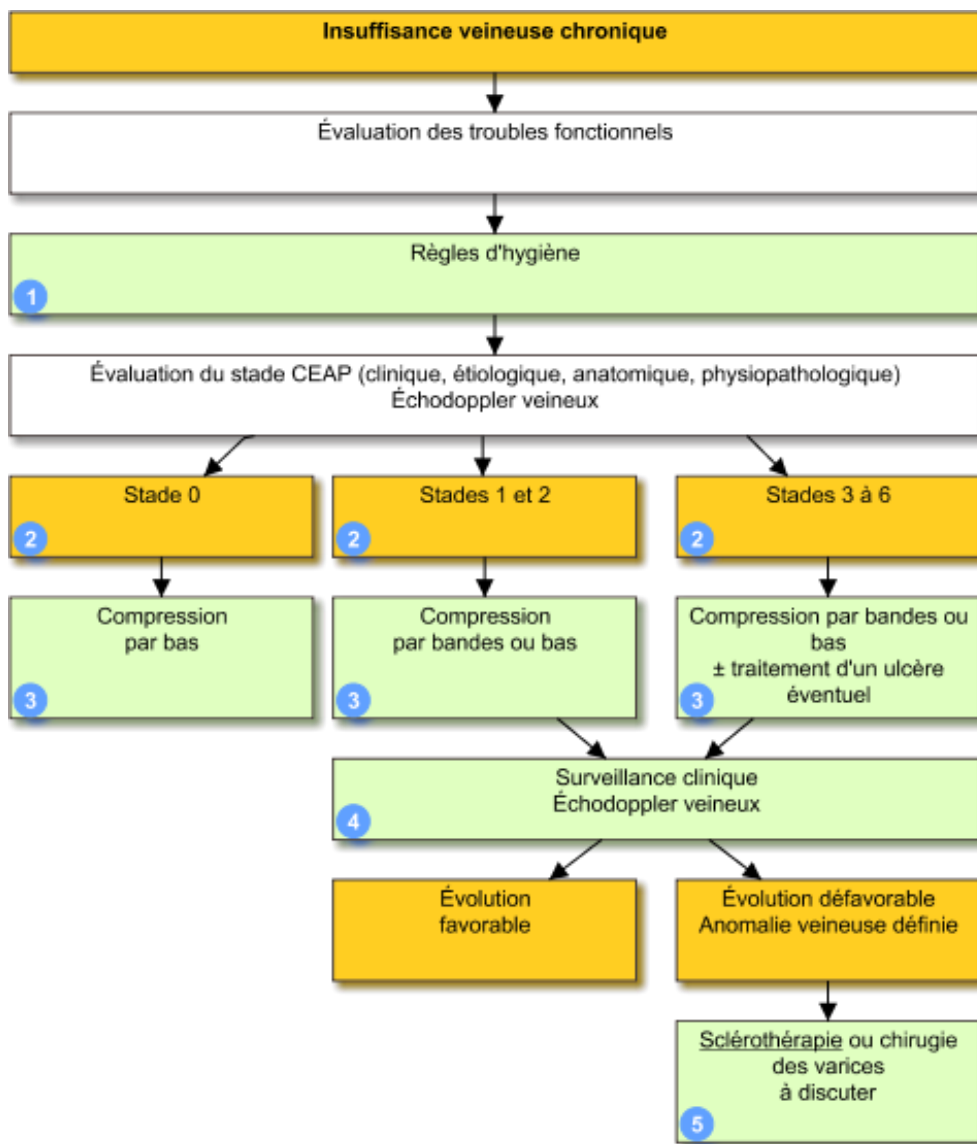 Insuffisance veineuse chronique
Évaluation des troubles fonctionnels
Règles d'hygiène
1
Évaluation du stade CEAP (clinique, étiologique, anatomique, physiopathologique)
Échodoppler veineux
Stade 0
2
Stades 1 et 2
2
Stades 3 à 6
2
Compression
par bas
3
Compression
par bandes ou bas
3
Compression par bandes ou
bas
± traitement d'un ulcère
éventuel
3
Surveillance clinique
Échodoppler veineux
4
Évolution
favorable
Évolution défavorable
Anomalie veineuse définie
Sclérothérapie ou chirugie
des varices
à discuter
5